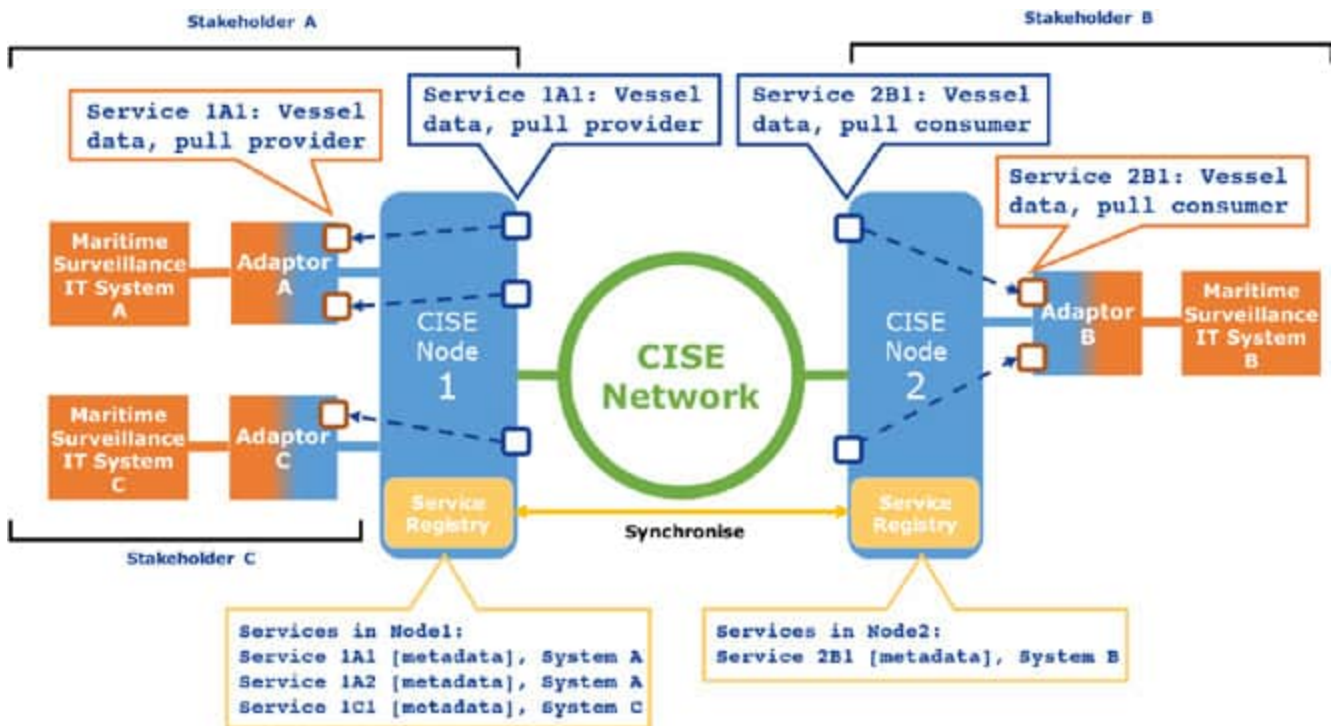 Stakeholder A
Stakeholder B
Service 1A1: Vessel
data, pull provider
Service 1A1: Vessel
data, pull provider
Service 2B1: Vessel
data, pull consumer
Service 2B1: Vessel
data, pull consumer
Maritime
Surveillance
IT System
A
Adaptor
A
CISE
Node
1
CISE
Network
CISE
Node
2
Adaptor
B
Maritime
Surveillance
IT System
B
Maritime
Surveillance
IT System
C
Adaptor
C
Service
Registry
Synchronise
Service
Registry
Stakeholder C
Services in Node1:
Service 1A1 [metadata], System A
Service 1A2 [metadata], System A
Service 1C1 [metadata], System C
Services in Node2:
Service 2B1 [metadata], System B